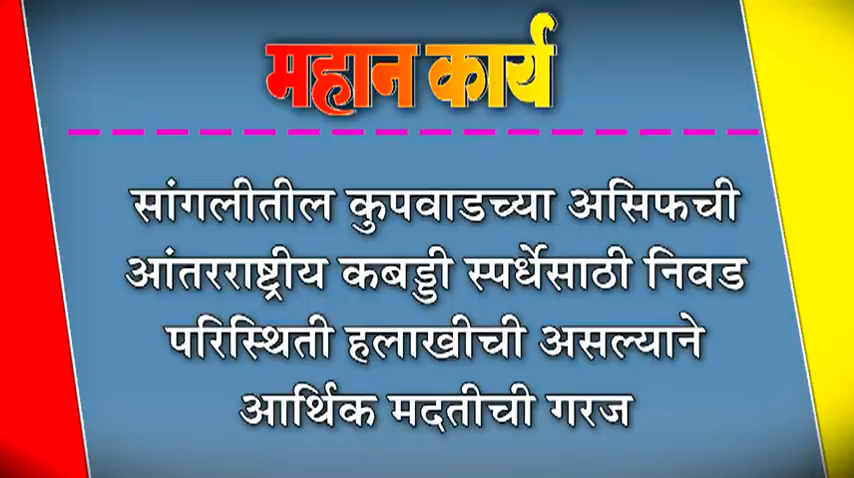 महान कार्य
सांगलीतील कुपवाडच्या असिफची
आंतरराष्ट्रीय कबड्डी स्पर्धेसाठी निवड
परिस्थिती हलाखीची असल्याने
आर्थिक मदतीची गरज